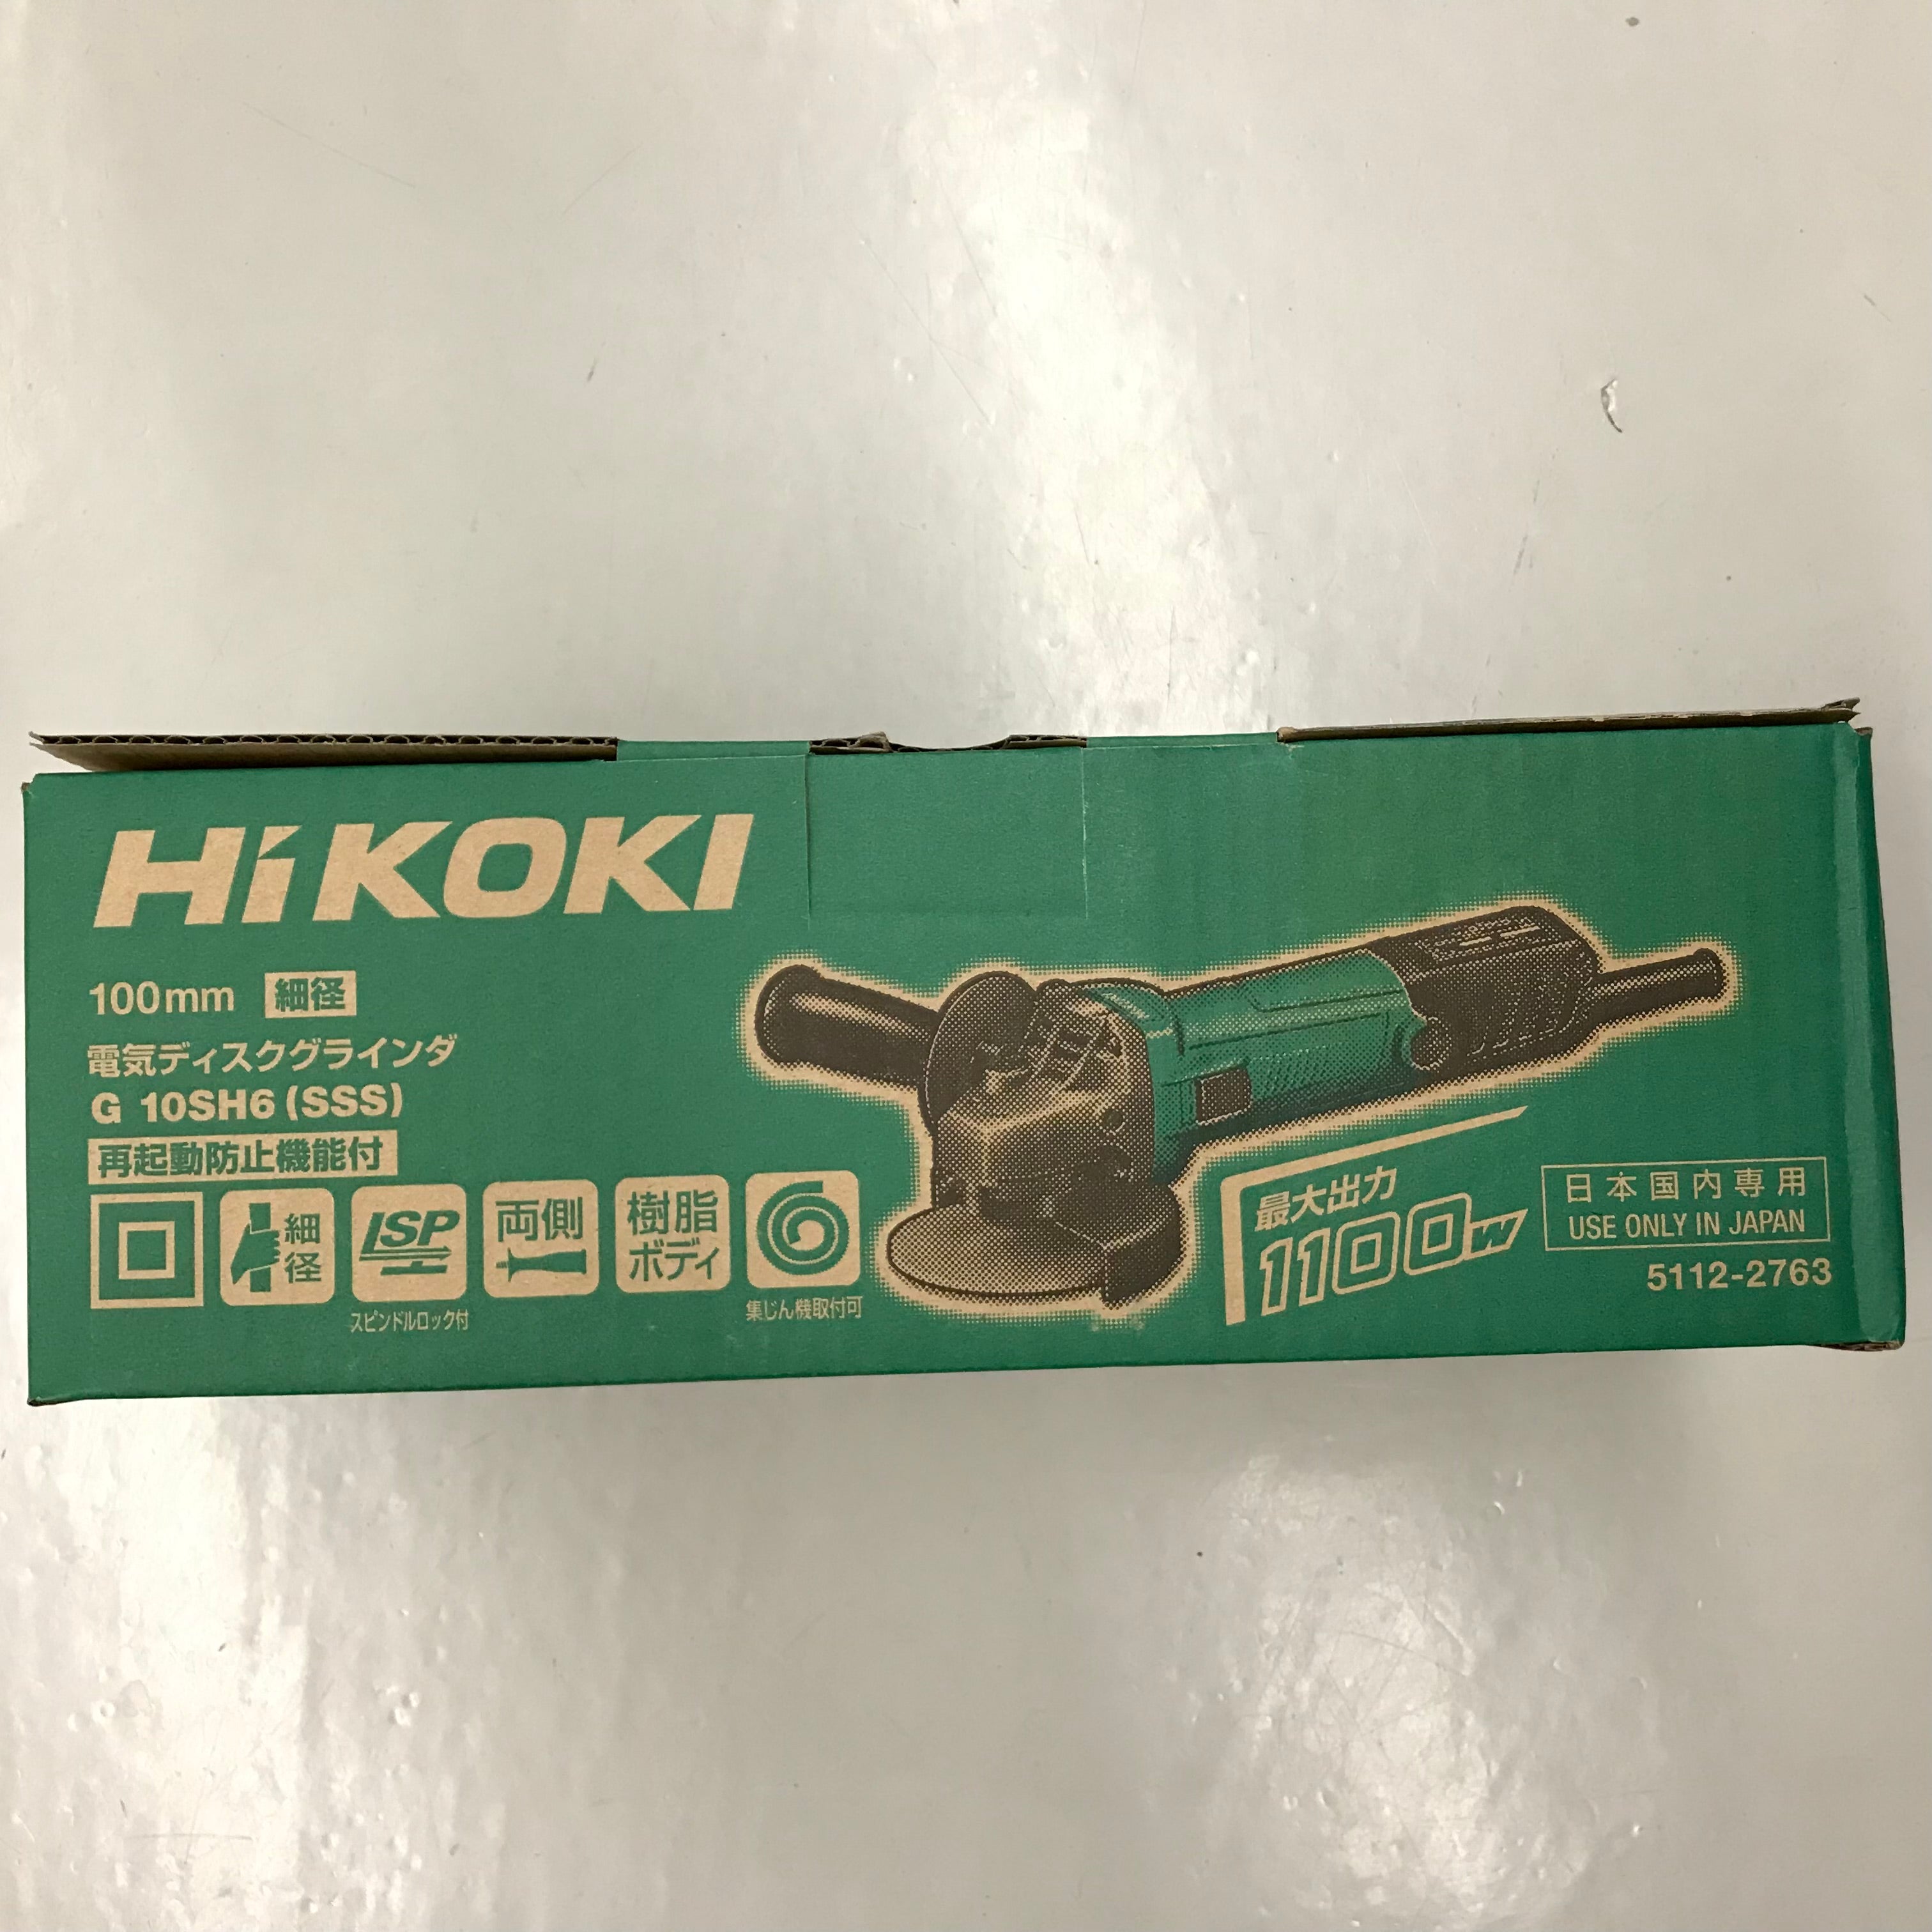 HiKOKI
100mm 細径
電気ディスクグラインダ
G 10SH6 (SSS)
再起動防止機能付
細径
LSP
スピンドルロック付
両側
樹脂
ボディ
集じん機取付可
最大出力
1100W
日本国内専用
USE ONLY IN JAPAN
5112-2763